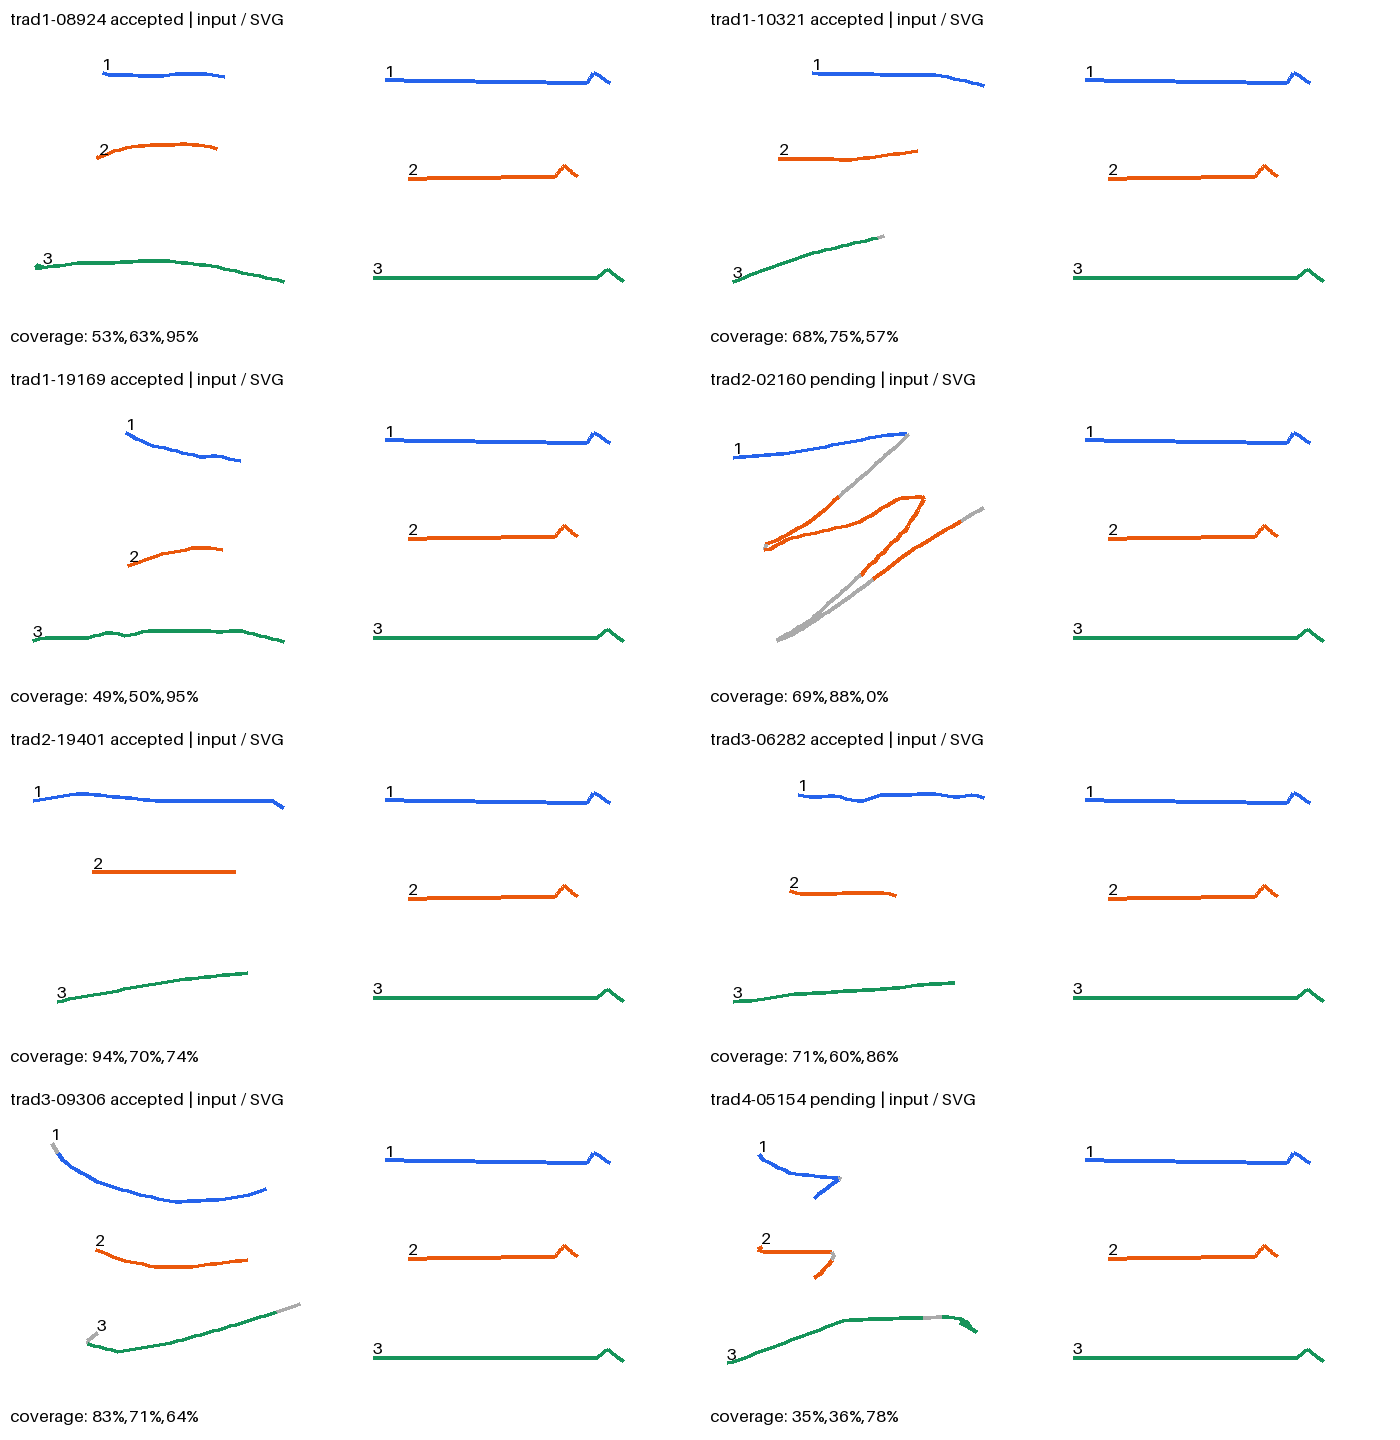 trad1-08924 accepted | input / SVG
1
1
2
2
3
3
coverage: 53%,63%,95%
trad1-10321 accepted | input / SVG
1
1
2
2
3
3
coverage: 68%,75%,57%
trad1-19169 accepted | input / SVG
1
1
2
2
3
3
coverage: 49%,50%,95%
trad2-02160 pending | input / SVG
1
1
2
3
coverage: 69%,88%,0%
trad2-19401 accepted | input / SVG
1
1
2
2
3
3
coverage: 94%,70%,74%
trad3-06282 accepted | input / SVG
1
1
2
2
3
3
coverage: 71%,60%,86%
trad3-09306 accepted | input / SVG
1
1
2
2
3
3
coverage: 83%,71%,64%
trad4-05154 pending | input / SVG
1
1
2
2
3
3
coverage: 35%,36%,78%